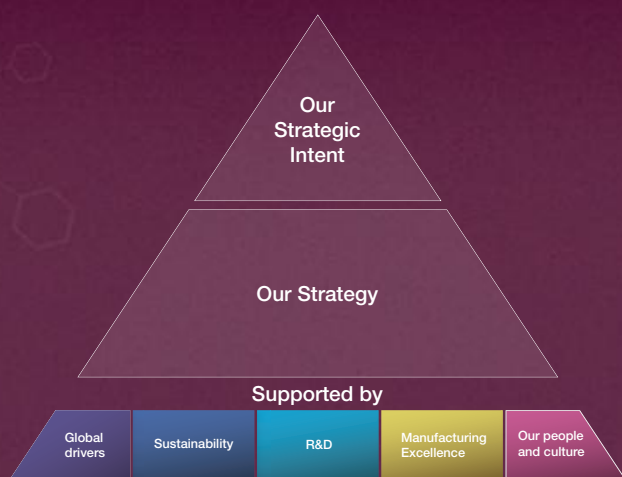 Our
Strategic
Intent
Our Strategy
Supported by
Global
drivers
Sustainability
R&D
Manufacturing
Excellence
Our people
and culture